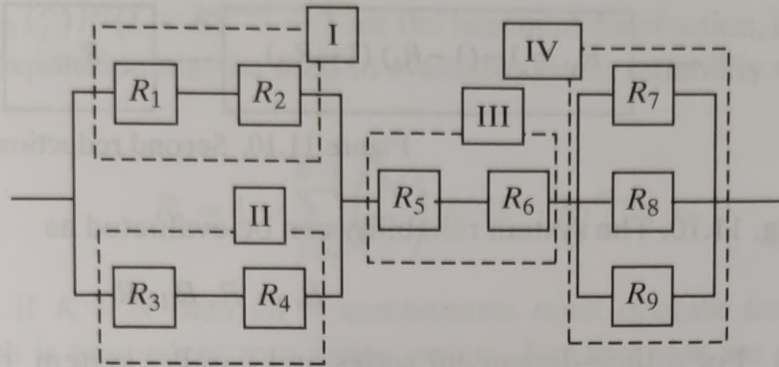 I
IV
R₁ R₂ R₇
III
R₅ R₆ R₈
II
R₃ R₄ R₉